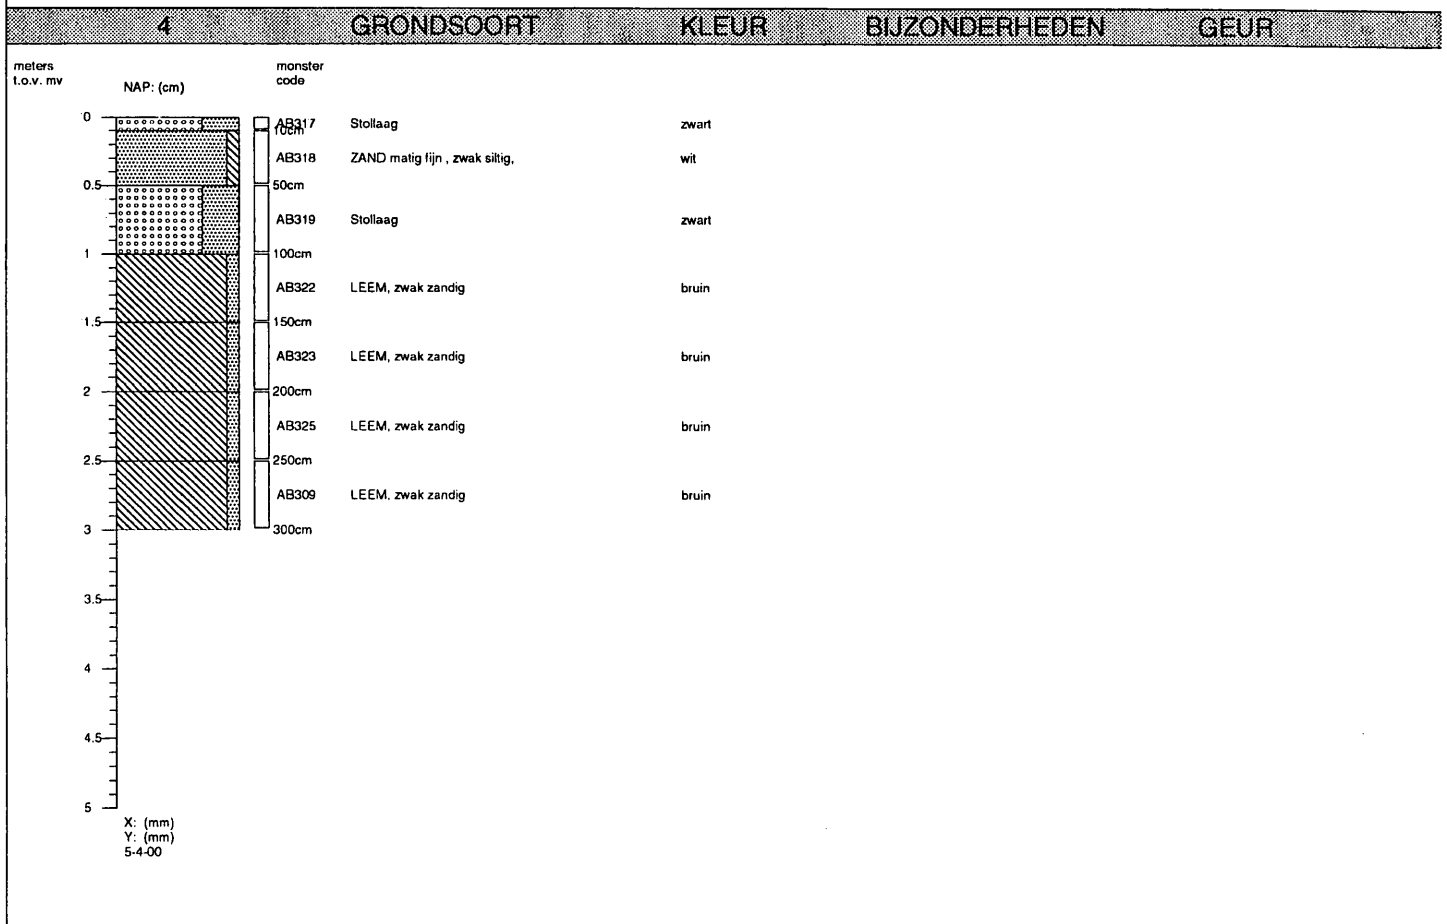 4 GRONDSOORT KLEUR BIJZONDERHEDEN GEUR
meters
t.o.v. mv
NAP: (cm)
monster
code
0 AB317 Stollaag zwart
10cm
AB318 ZAND matig fijn , zwak siltig, wit
0.5 50cm
AB319 Stollaag zwart
1 100cm
AB322 LEEM, zwak zandig bruin
1.5 150cm
AB323 LEEM, zwak zandig bruin
2 200cm
AB325 LEEM, zwak zandig bruin
2.5 250cm
AB309 LEEM, zwak zandig bruin
3 300cm
3.5
4
4.5
5
X: (mm)
Y: (mm)
5-4-00